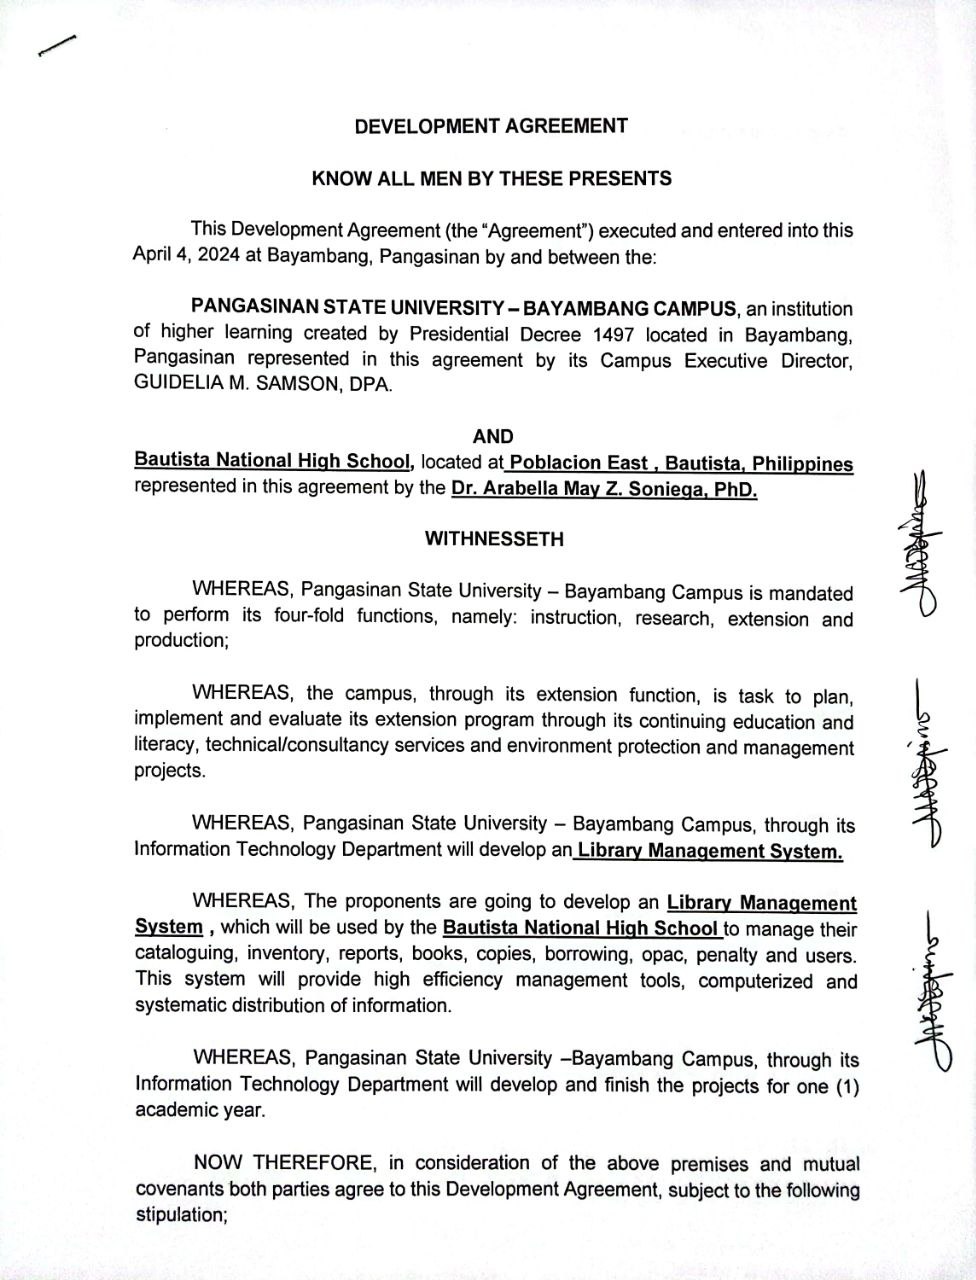 DEVELOPMENT AGREEMENT
KNOW ALL MEN BY THESE PRESENTS
This Development Agreement (the “Agreement”) executed and entered into this
April 4, 2024 at Bayambang, Pangasinan by and between the:
PANGASINAN STATE UNIVERSITY – BAYAMBANG CAMPUS, an institution
of higher learning created by Presidential Decree 1497 located in Bayambang,
Pangasinan represented in this agreement by its Campus Executive Director,
GUIDELIA M. SAMSON, DPA.
AND
Bautista National High School, located at Poblacion East , Bautista, Philippines
represented in this agreement by the Dr. Arabella May Z. Soniega, PhD.
WITHNESSETH
WHEREAS, Pangasinan State University – Bayambang Campus is mandated
to perform its four-fold functions, namely: instruction, research, extension and
production;
WHEREAS, the campus, through its extension function, is task to plan,
implement and evaluate its extension program through its continuing education and
literacy, technical/consultancy services and environment protection and management
projects.
WHEREAS, Pangasinan State University – Bayambang Campus, through its
Information Technology Department will develop an Library Management System.
WHEREAS, The proponents are going to develop an Library Management
System , which will be used by the Bautista National High School to manage their
cataloguing, inventory, reports, books, copies, borrowing, opac, penalty and users.
This system will provide high efficiency management tools, computerized and
systematic distribution of information.
WHEREAS, Pangasinan State University –Bayambang Campus, through its
Information Technology Department will develop and finish the projects for one (1)
academic year.
NOW THEREFORE, in consideration of the above premises and mutual
covenants both parties agree to this Development Agreement, subject to the following
stipulation;